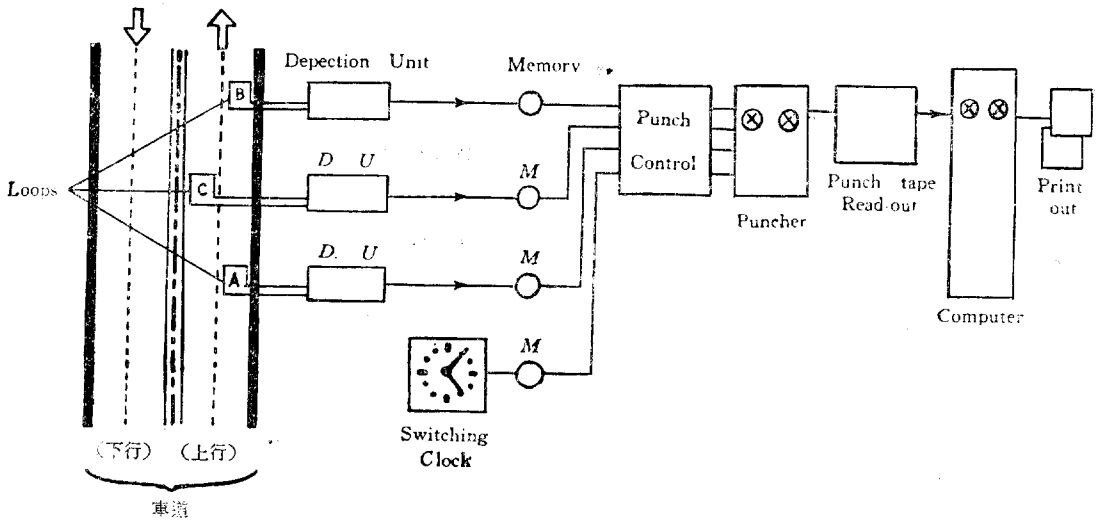 Depection Unit
Memory
B
Punch
Control
Puncher
Punch tape
Read-out
Computer
Print
out
Loops
C
D U
M
A
D. U
M
M
Switching
Clock
(下行) (上行)
車道